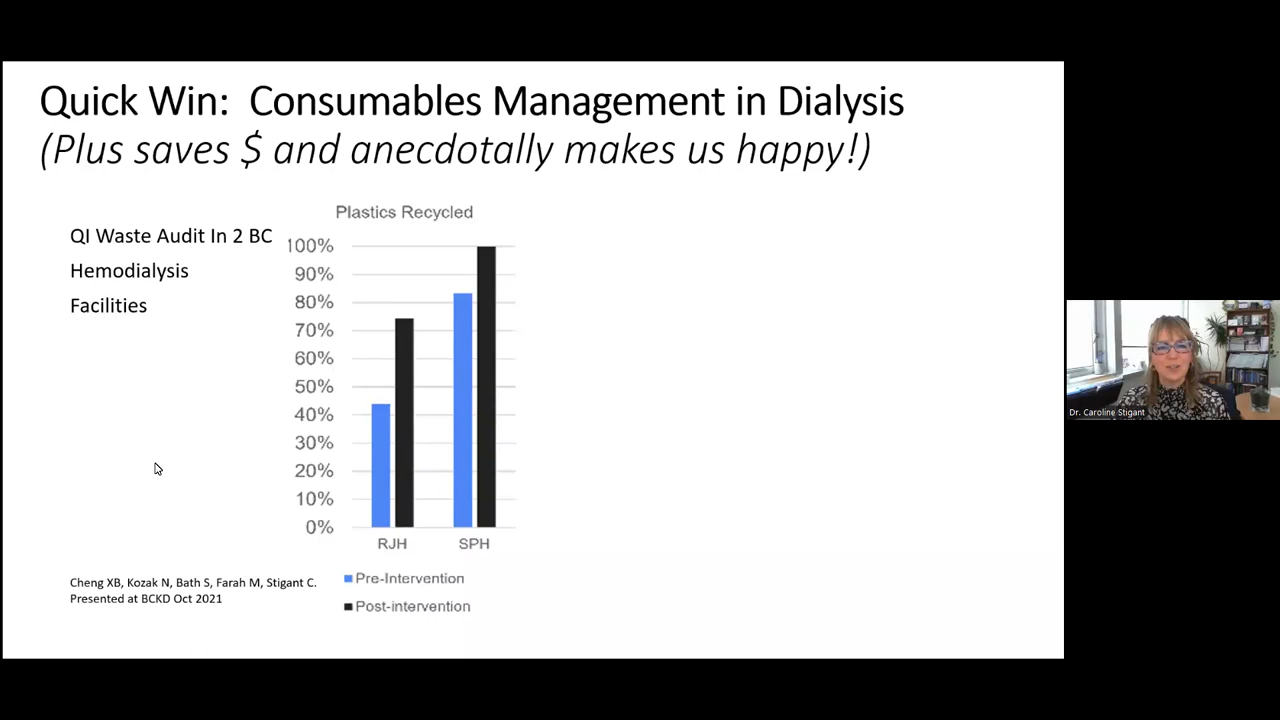 Quick Win:  Consumables Management in Dialysis
(Plus saves $ and anecdotally makes us happy!)
QI Waste Audit In 2 BC
Hemodialysis
Facilities
Plastics Recycled
100%
90%
80%
70%
60%
50%
40%
30%
20%
10%
0%
RJH
SPH
Pre-Intervention
Post-intervention
Cheng XB, Kozak N, Bath S, Farah M, Stigant C.
Presented at BCKD Oct 2021
Dr. Caroline Stigant